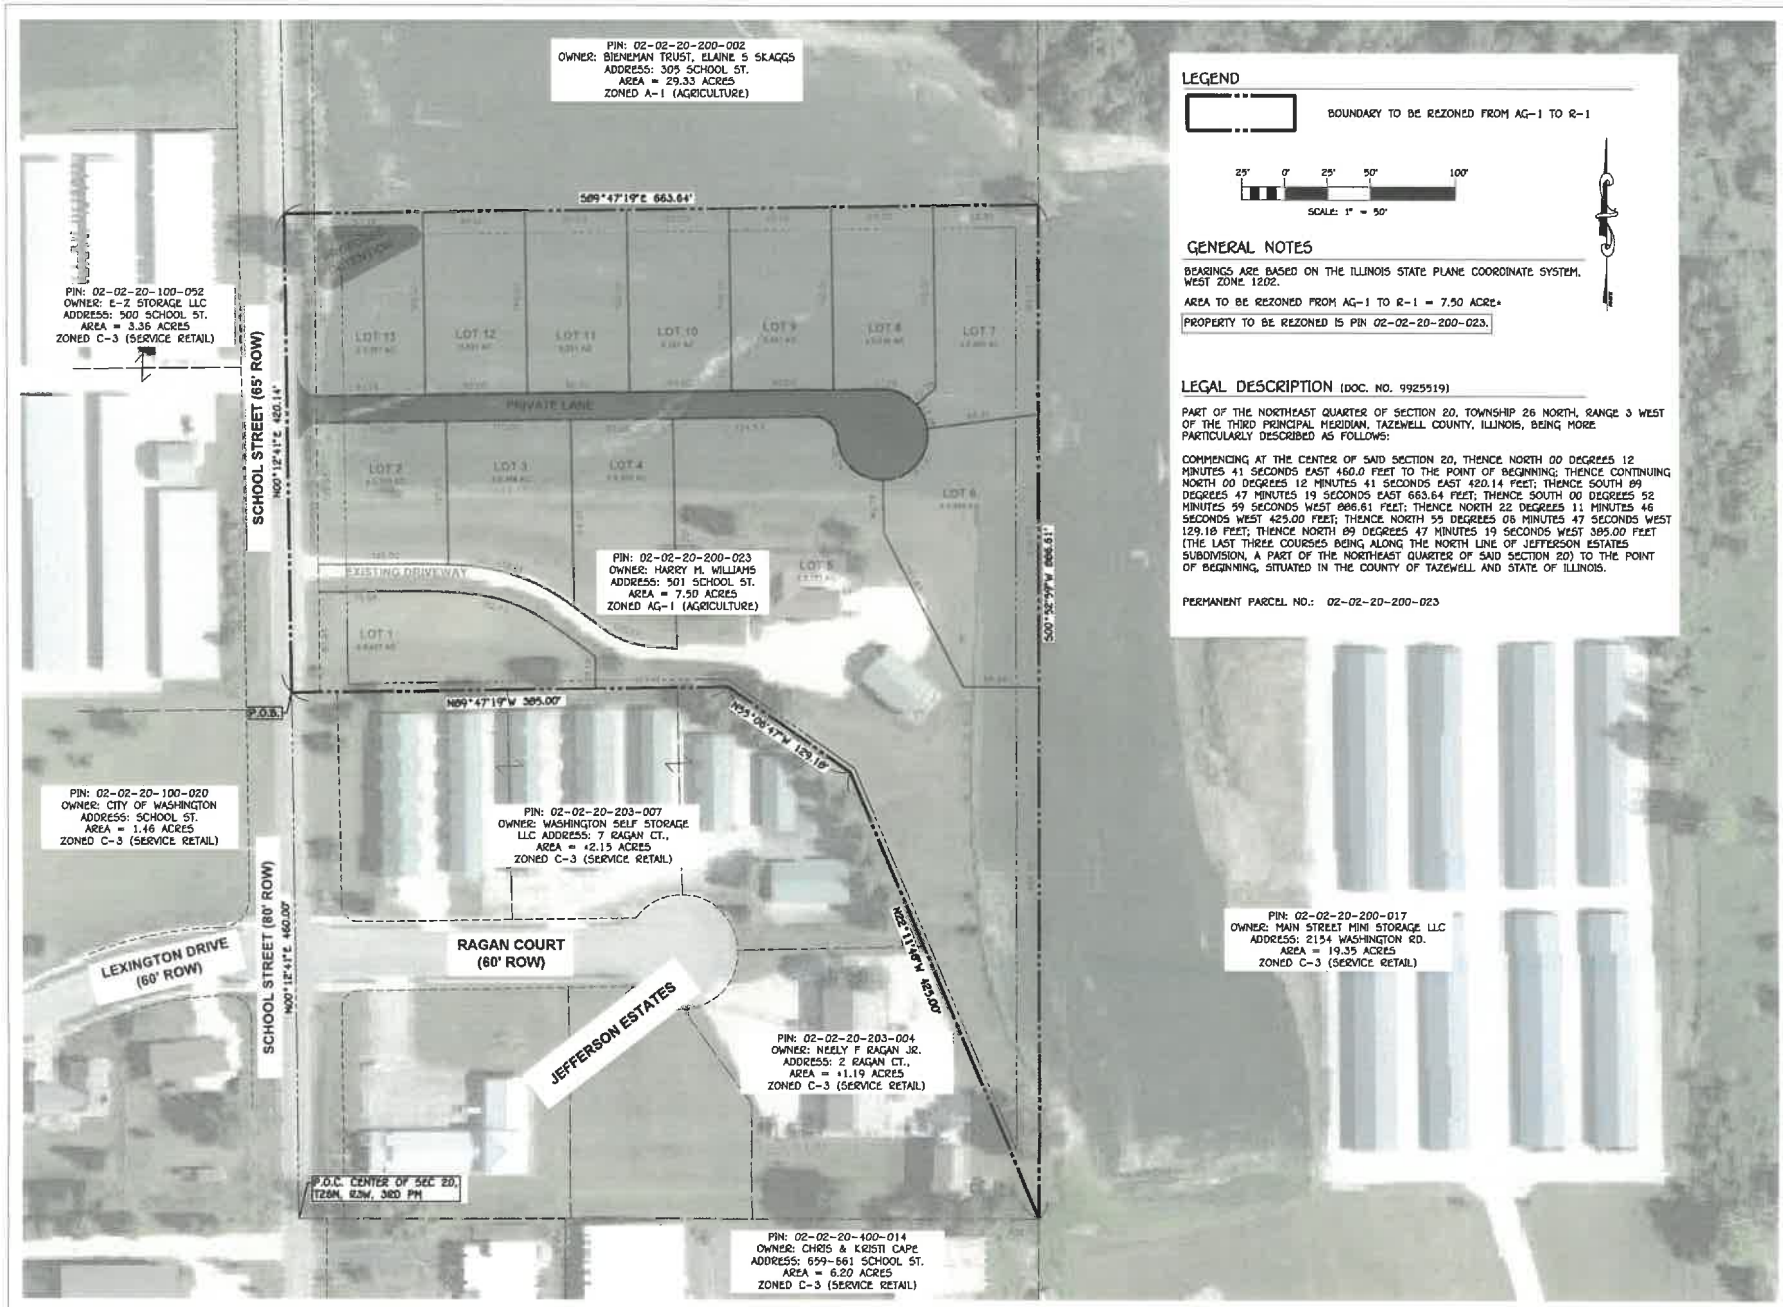 PIN: 02-02-20-200-002
OWNER: BIENEMAN TRUST, ELAINE S SKAGGS
ADDRESS: 305 SCHOOL ST.
AREA = 29.33 ACRES
ZONED A-1 (AGRICULTURE)
LEGEND
BOUNDARY TO BE REZONED FROM AG-1 TO R-1
25' 0' 25' 50' 100'
SCALE: 1" = 50'
GENERAL NOTES
BEARINGS ARE BASED ON THE ILLINOIS STATE PLANE COORDINATE SYSTEM,
WEST ZONE 1202.
AREA TO BE REZONED FROM AG-1 TO R-1 = 7.50 ACRE±
PROPERTY TO BE REZONED IS PIN 02-02-20-200-023.
LEGAL DESCRIPTION (DOC. NO. 9925519)
PART OF THE NORTHEAST QUARTER OF SECTION 20, TOWNSHIP 26 NORTH, RANGE 3 WEST
OF THE THIRD PRINCIPAL MERIDIAN, TAZEWELL COUNTY, ILLINOIS, BEING MORE
PARTICULARLY DESCRIBED AS FOLLOWS:
COMMENCING AT THE CENTER OF SAID SECTION 20, THENCE NORTH 00 DEGREES 12
MINUTES 41 SECONDS EAST 460.0 FEET TO THE POINT OF BEGINNING; THENCE CONTINUING
NORTH 00 DEGREES 12 MINUTES 41 SECONDS EAST 420.14 FEET; THENCE SOUTH 89
DEGREES 47 MINUTES 19 SECONDS EAST 663.64 FEET; THENCE SOUTH 00 DEGREES 52
MINUTES 59 SECONDS WEST 886.61 FEET; THENCE NORTH 22 DEGREES 11 MINUTES 46
SECONDS WEST 425.00 FEET; THENCE NORTH 55 DEGREES 06 MINUTES 47 SECONDS WEST
129.18 FEET; THENCE NORTH 89 DEGREES 47 MINUTES 19 SECONDS WEST 385.00 FEET
(THE LAST THREE COURSES BEING ALONG THE NORTH LINE OF JEFFERSON ESTATES
SUBDIVISION, A PART OF THE NORTHEAST QUARTER OF SAID SECTION 20) TO THE POINT
OF BEGINNING, SITUATED IN THE COUNTY OF TAZEWELL AND STATE OF ILLINOIS.
PERMANENT PARCEL NO.: 02-02-20-200-023
S89°47'19"E 663.64'
PIN: 02-02-20-100-052
OWNER: E-Z STORAGE LLC
ADDRESS: 500 SCHOOL ST.
AREA = 3.36 ACRES
ZONED C-3 (SERVICE RETAIL)
SCHOOL STREET (65' ROW)
N00°12'41"E 420.14'
LOT 13
LOT 12
LOT 11
LOT 10
LOT 9
LOT 8
LOT 7
PRIVATE LANE
LOT 2
LOT 3
LOT 4
LOT 6
LOT 5
EXISTING DRIVEWAY
LOT 1
PIN: 02-02-20-200-023
OWNER: HARRY M. WILLIAMS
ADDRESS: 501 SCHOOL ST.
AREA = 7.50 ACRES
ZONED AG-1 (AGRICULTURE)
S00°52'59"W 886.61'
P.O.B.
N89°47'19"W 385.00'
N55°06'47"W 129.18'
N22°11'46"W 425.00'
PIN: 02-02-20-100-020
OWNER: CITY OF WASHINGTON
ADDRESS: SCHOOL ST.
AREA = 1.46 ACRES
ZONED C-3 (SERVICE RETAIL)
PIN: 02-02-20-203-007
OWNER: WASHINGTON SELF STORAGE
LLC ADDRESS: 7 RAGAN CT.,
AREA = ±2.15 ACRES
ZONED C-3 (SERVICE RETAIL)
SCHOOL STREET (80' ROW)
N00°12'41"E 460.00'
LEXINGTON DRIVE
(60' ROW)
RAGAN COURT
(60' ROW)
JEFFERSON ESTATES
PIN: 02-02-20-200-017
OWNER: MAIN STREET MINI STORAGE LLC
ADDRESS: 2154 WASHINGTON RD.
AREA = 19.35 ACRES
ZONED C-3 (SERVICE RETAIL)
PIN: 02-02-20-203-004
OWNER: NEELY F RAGAN JR.
ADDRESS: 2 RAGAN CT.,
AREA = ±1.19 ACRES
ZONED C-3 (SERVICE RETAIL)
P.O.C. CENTER OF SEC 20,
T26N, R3W, 3RD PM
PIN: 02-02-20-400-014
OWNER: CHRIS & KRISTI CAPE
ADDRESS: 659-661 SCHOOL ST.
AREA = 6.20 ACRES
ZONED C-3 (SERVICE RETAIL)